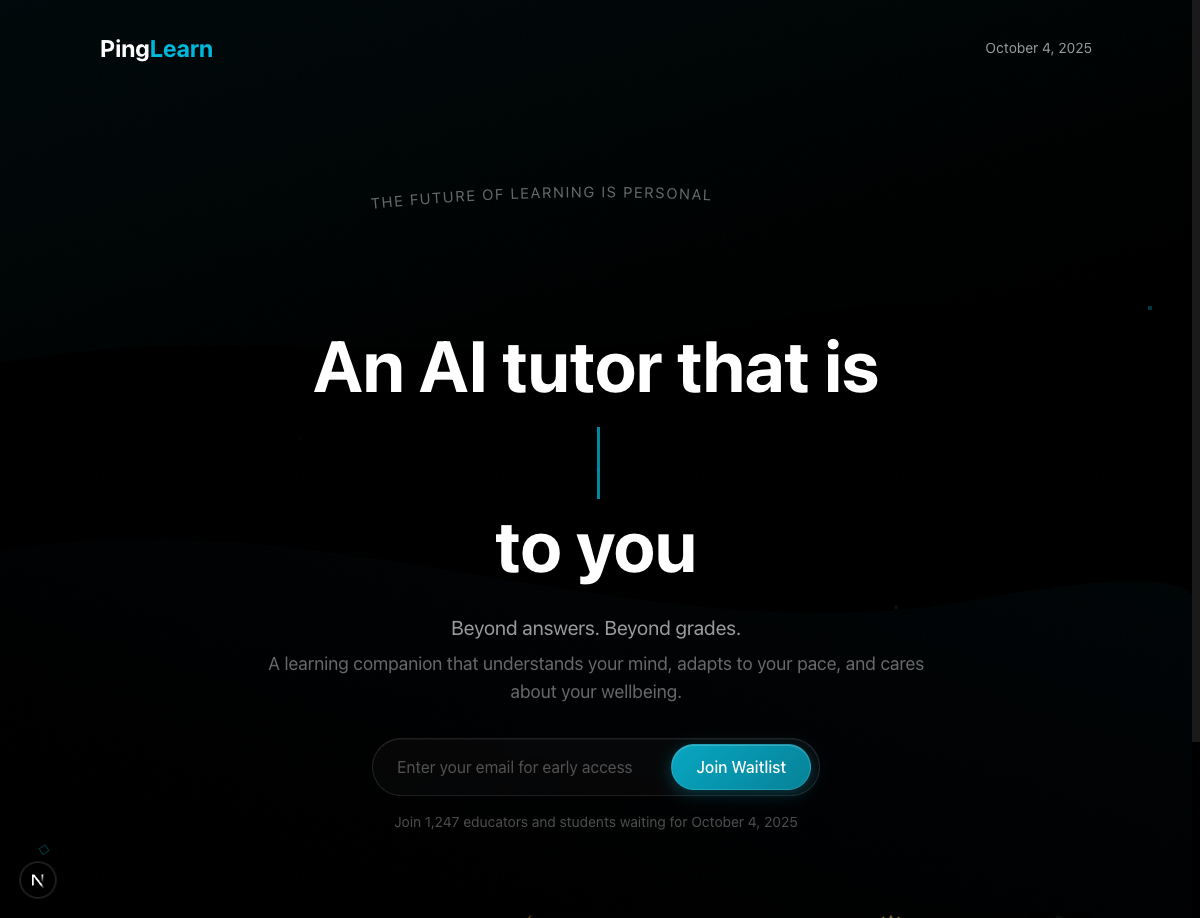 PingLearn
October 4, 2025
THE FUTURE OF LEARNING IS PERSONAL
An AI tutor that is
to you
Beyond answers. Beyond grades.
A learning companion that understands your mind, adapts to your pace, and cares
about your wellbeing.
Enter your email for early access
Join Waitlist
Join 1,247 educators and students waiting for October 4, 2025
N